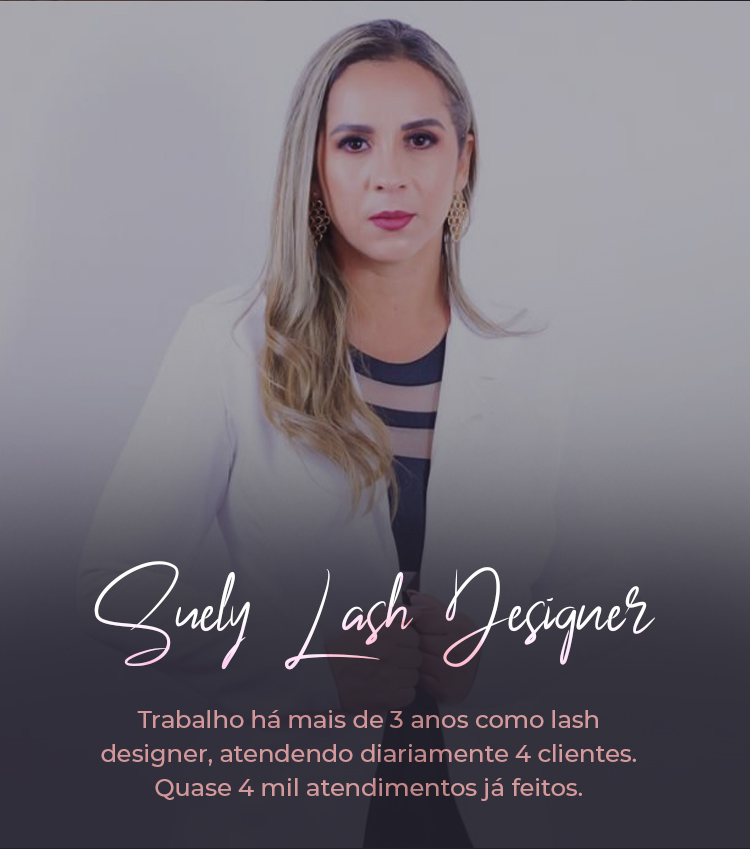 Suely Lash Designer
Trabalho há mais de 3 anos como lash
designer, atendendo diariamente 4 clientes.
Quase 4 mil atendimentos já feitos.